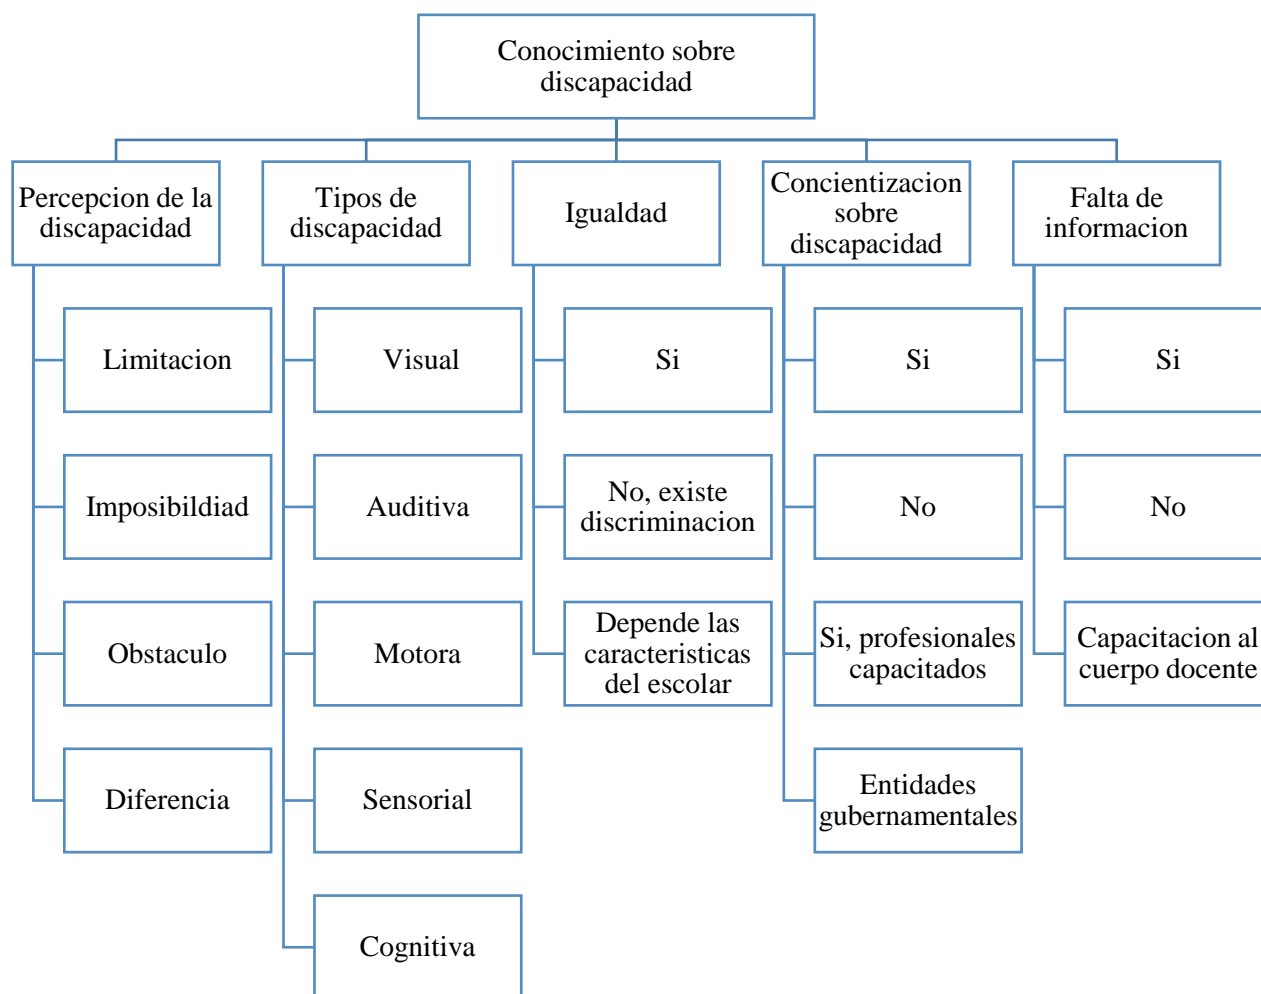 Conocimiento sobre
discapacidad
Percepcion de la
discapacidad
Tipos de
discapacidad
Igualdad
Concientizacion
sobre
discapacidad
Falta de
informacion
Limitacion
Imposibildiad
Obstaculo
Diferencia
Visual
Auditiva
Motora
Sensorial
Cognitiva
Si
No, existe
discriminacion
Depende las
caracteristicas
del escolar
Si
No
Si, profesionales
capacitados
Entidades
gubernamentales
Si
No
Capacitacion al
cuerpo docente